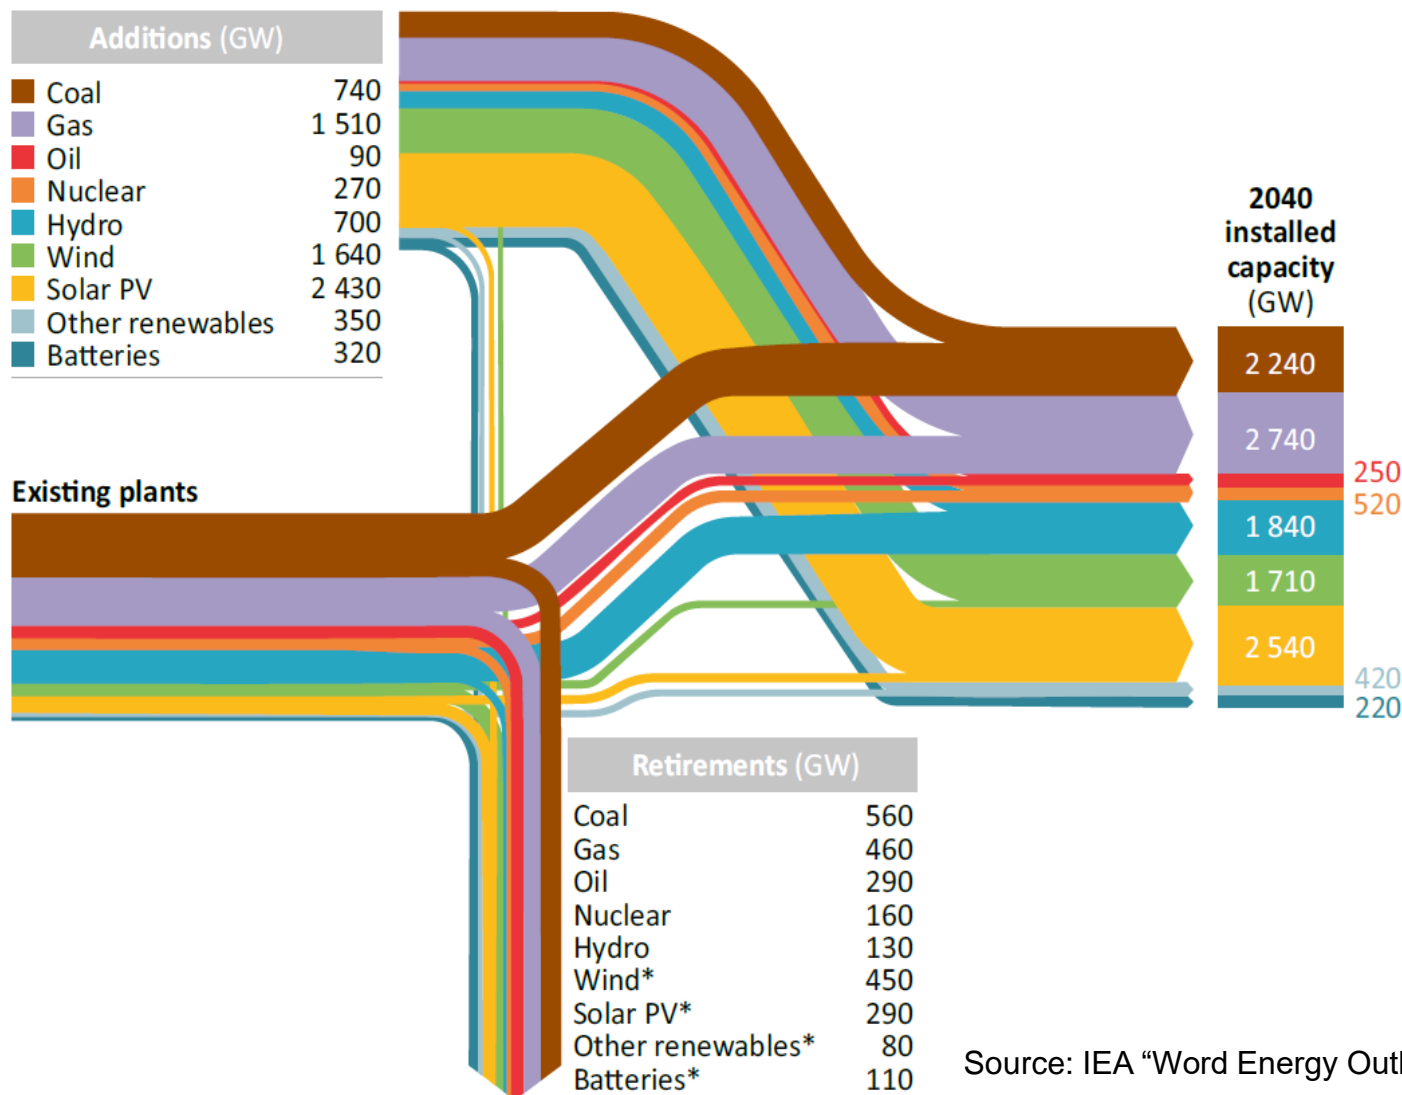 Additions (GW)
Coal 740
Gas 1 510
Oil 90
Nuclear 270
Hydro 700
Wind 1 640
Solar PV 2 430
Other renewables 350
Batteries 320
2040
installed
capacity
(GW)
2 240
2 740
250
520
1 840
1 710
2 540
420
220
Existing plants
Retirements (GW)
Coal 560
Gas 460
Oil 290
Nuclear 160
Hydro 130
Wind* 450
Solar PV* 290
Other renewables* 80
Batteries* 110
Source: IEA “Word Energy Outl